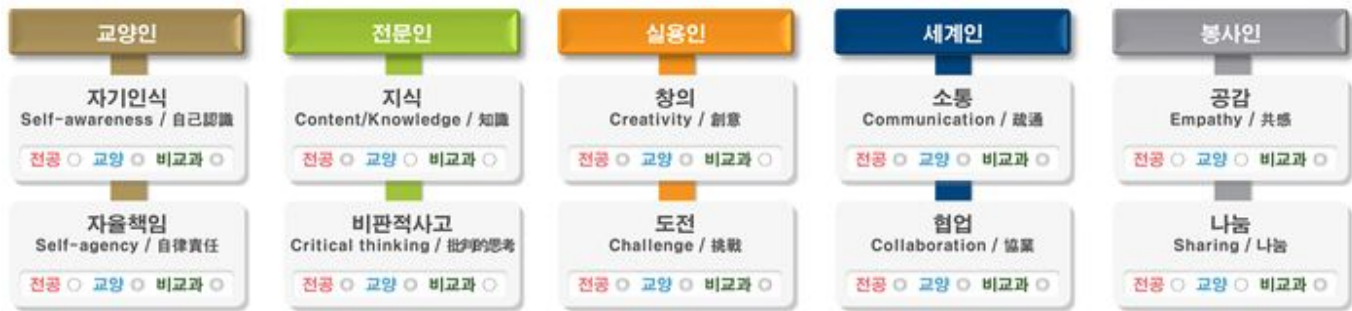 교양인 전문인 실용인 세계인 봉사인
자기인식 지식 창의 소통 공감
Self-awareness / 自己認識 Content/Knowledge / 知識 Creativity / 創意 Communication / 疏通 Empathy / 共感
전공 ○ 교양 ◎ 비교과 ○ 전공 ◎ 교양 ○ 비교과 ○ 전공 ◎ 교양 ◎ 비교과 ○ 전공 ◎ 교양 ◎ 비교과 ◎ 전공 ○ 교양 ○ 비교과 ◎
자율책임 비판적사고 도전 협업 나눔
Self-agency / 自律責任 Critical thinking / 批判的思考 Challenge / 挑戰 Collaboration / 協業 Sharing / 나눔
전공 ○ 교양 ◎ 비교과 ◎ 전공 ◎ 교양 ◎ 비교과 ○ 전공 ◎ 교양 ◎ 비교과 ◎ 전공 ◎ 교양 ◎ 비교과 ◎ 전공 ○ 교양 ○ 비교과 ◎